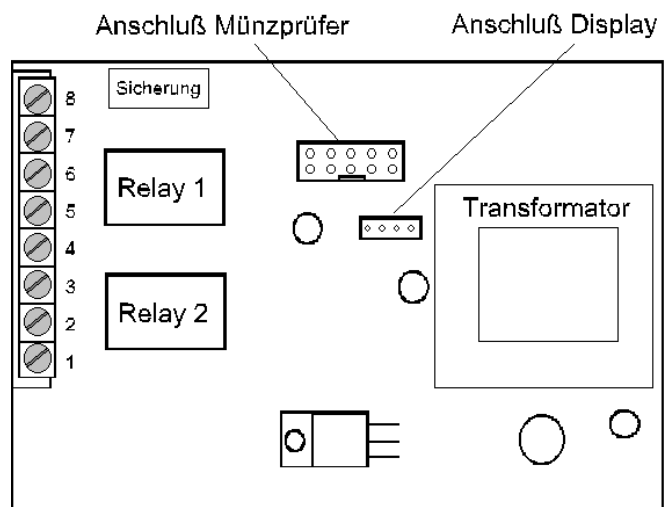 Anschluß Münzprüfer
Anschluß Display
Sicherung
8
7
6
5
4
3
2
1
Relay 1
Relay 2
Transformator